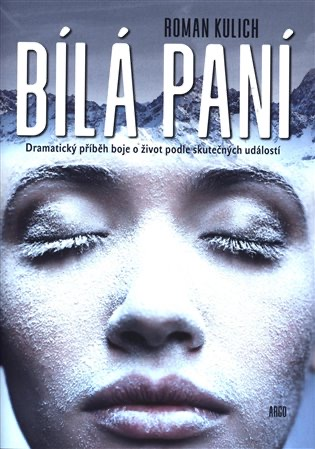 ROMAN KULICH
BÍLÁ PANÍ
Dramatický příběh boje o život podle skutečných událostí
ARGO